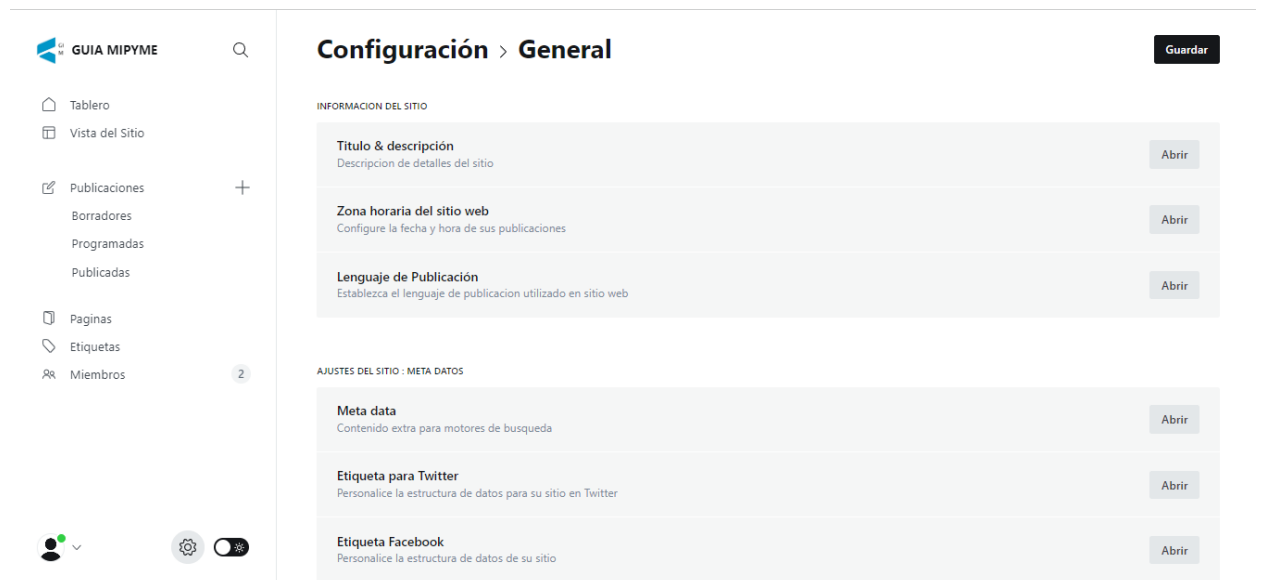 GUIA MIPYME
Tablero
Vista del Sitio
Publicaciones
Borradores
Programadas
Publicadas
Paginas
Etiquetas
Miembros 2
Configuración > General
Guardar
INFORMACION DEL SITIO
Titulo & descripción
Descripcion de detalles del sitio
Abrir
Zona horaria del sitio web
Configure la fecha y hora de sus publicaciones
Abrir
Lenguaje de Publicación
Establezca el lenguaje de publicacion utilizado en sitio web
Abrir
AJUSTES DEL SITIO : META DATOS
Meta data
Contenido extra para motores de busqueda
Abrir
Etiqueta para Twitter
Personalice la estructura de datos para su sitio en Twitter
Abrir
Etiqueta Facebook
Personalice la estructura de datos de su sitio
Abrir